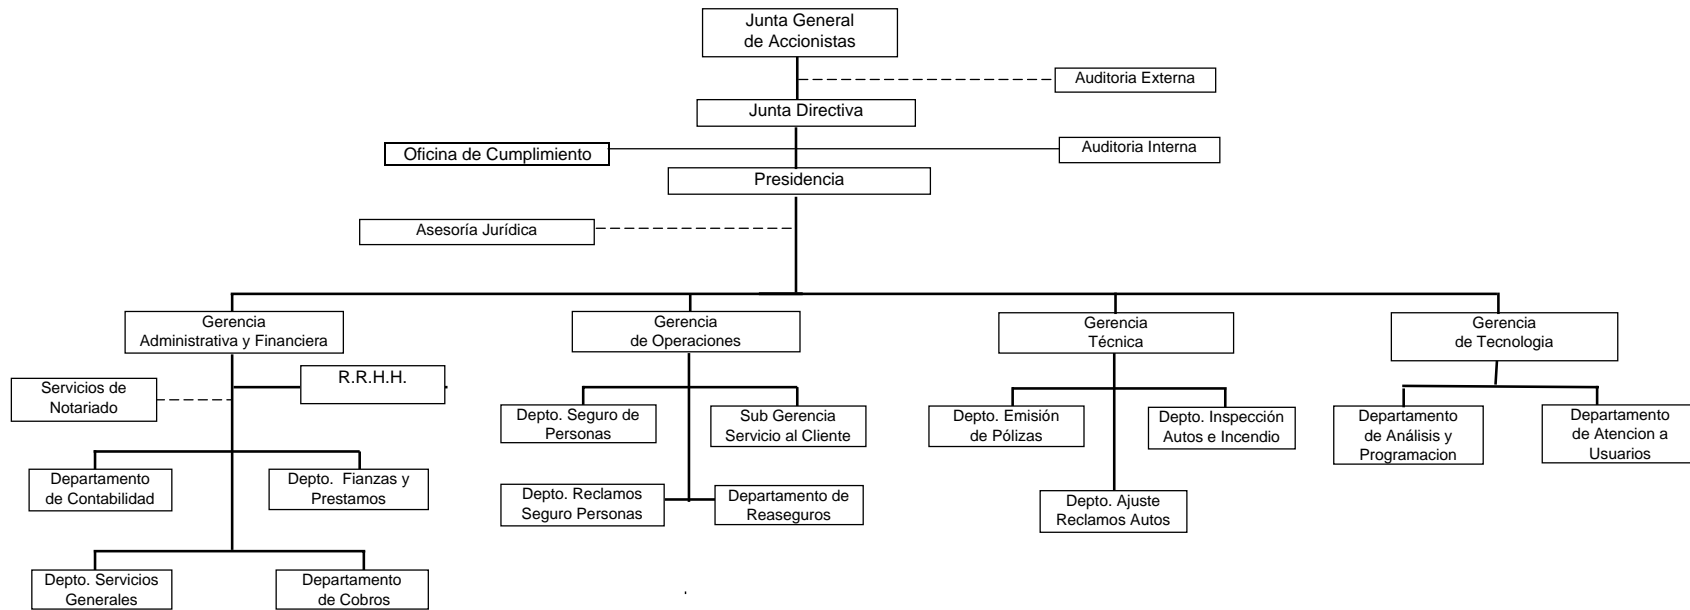 Junta General
de Accionistas
Auditoria Externa
Junta Directiva
Oficina de Cumplimiento
Auditoria Interna
Presidencia
Asesoría Jurídica
Gerencia
Administrativa y Financiera
Gerencia
de Operaciones
Gerencia
Técnica
Gerencia
de Tecnologia
Servicios de
Notariado
R.R.H.H.
Depto. Seguro de
Personas
Sub Gerencia
Servicio al Cliente
Depto. Emisión
de Pólizas
Depto. Inspección
Autos e Incendio
Departamento
de Análisis y
Programacion
Departamento
de Atencion a
Usuarios
Departamento
de Contabilidad
Depto. Fianzas y
Prestamos
Depto. Reclamos
Seguro Personas
Departamento de
Reaseguros
Depto. Ajuste
Reclamos Autos
Depto. Servicios
Generales
Departamento
de Cobros